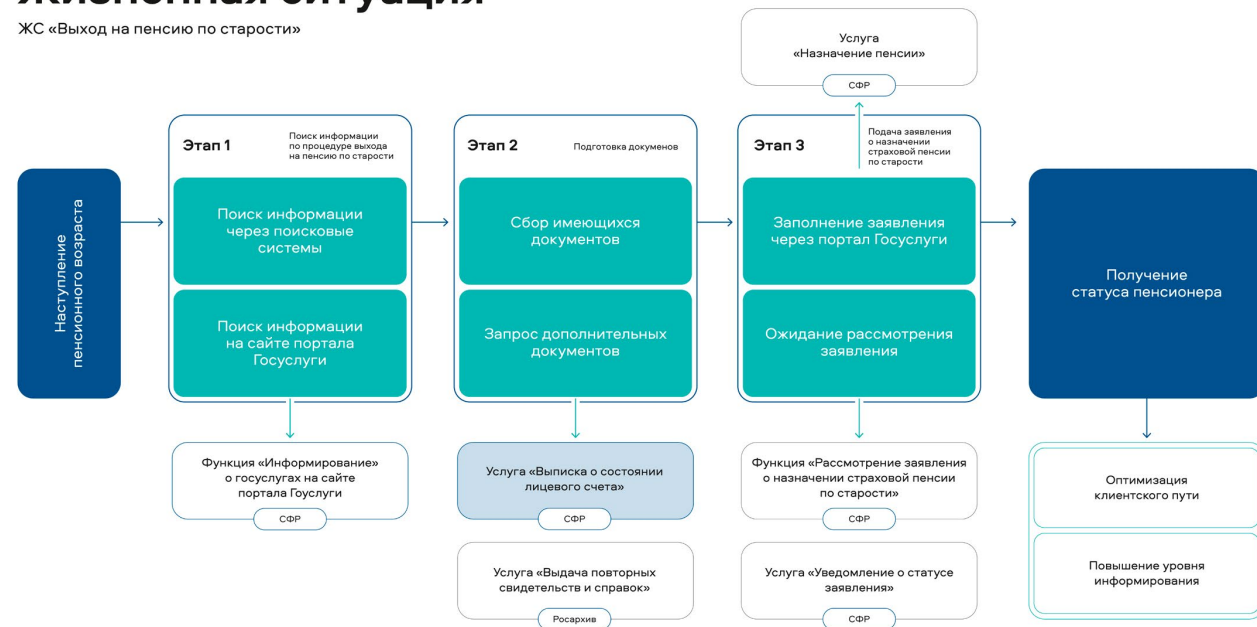 ЖС «Выход на пенсию по старости»
Услуга
«Назначение пенсии»
СФР
Наступление
пенсионного возраста
Этап 1
Поиск информации
по процедуре выхода
на пенсию по старости
Поиск информации
через поисковые
системы
Поиск информации
на сайте портала
Госуслуги
Функция «Информирование»
о госуслугах на сайте
портала Гоуслуги
СФР
Этап 2
Подготовка докуменов
Сбор имеющихся
документов
Запрос дополнительных
документов
Услуга «Выписка о состоянии
лицевого счета»
СФР
Услуга «Выдача повторных
свидетельств и справок»
Росархив
Этап 3
Подача заявления
о назначении
страховой пенсии
по старости
Заполнение заявления
через портал Госуслуги
Ожидание рассмотрения
заявления
Функция «Рассмотрение заявления
о назначении страховой пенсии
по старости»
СФР
Услуга «Уведомление о статусе
заявления»
СФР
Получение
статуса пенсионера
Оптимизация
клиентского пути
Повышение уровня
информирования